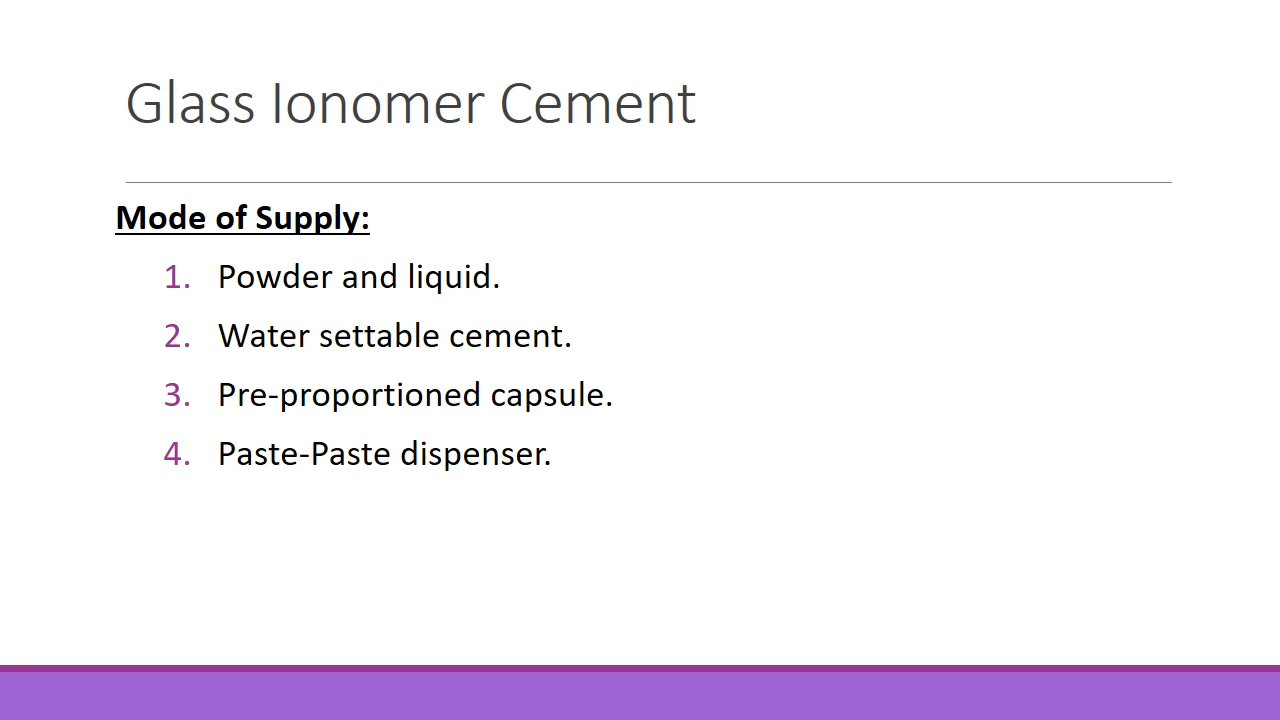 Glass Ionomer Cement
Mode of Supply:
1. Powder and liquid.
2. Water settable cement.
3. Pre-proportioned capsule.
4. Paste-Paste dispenser.